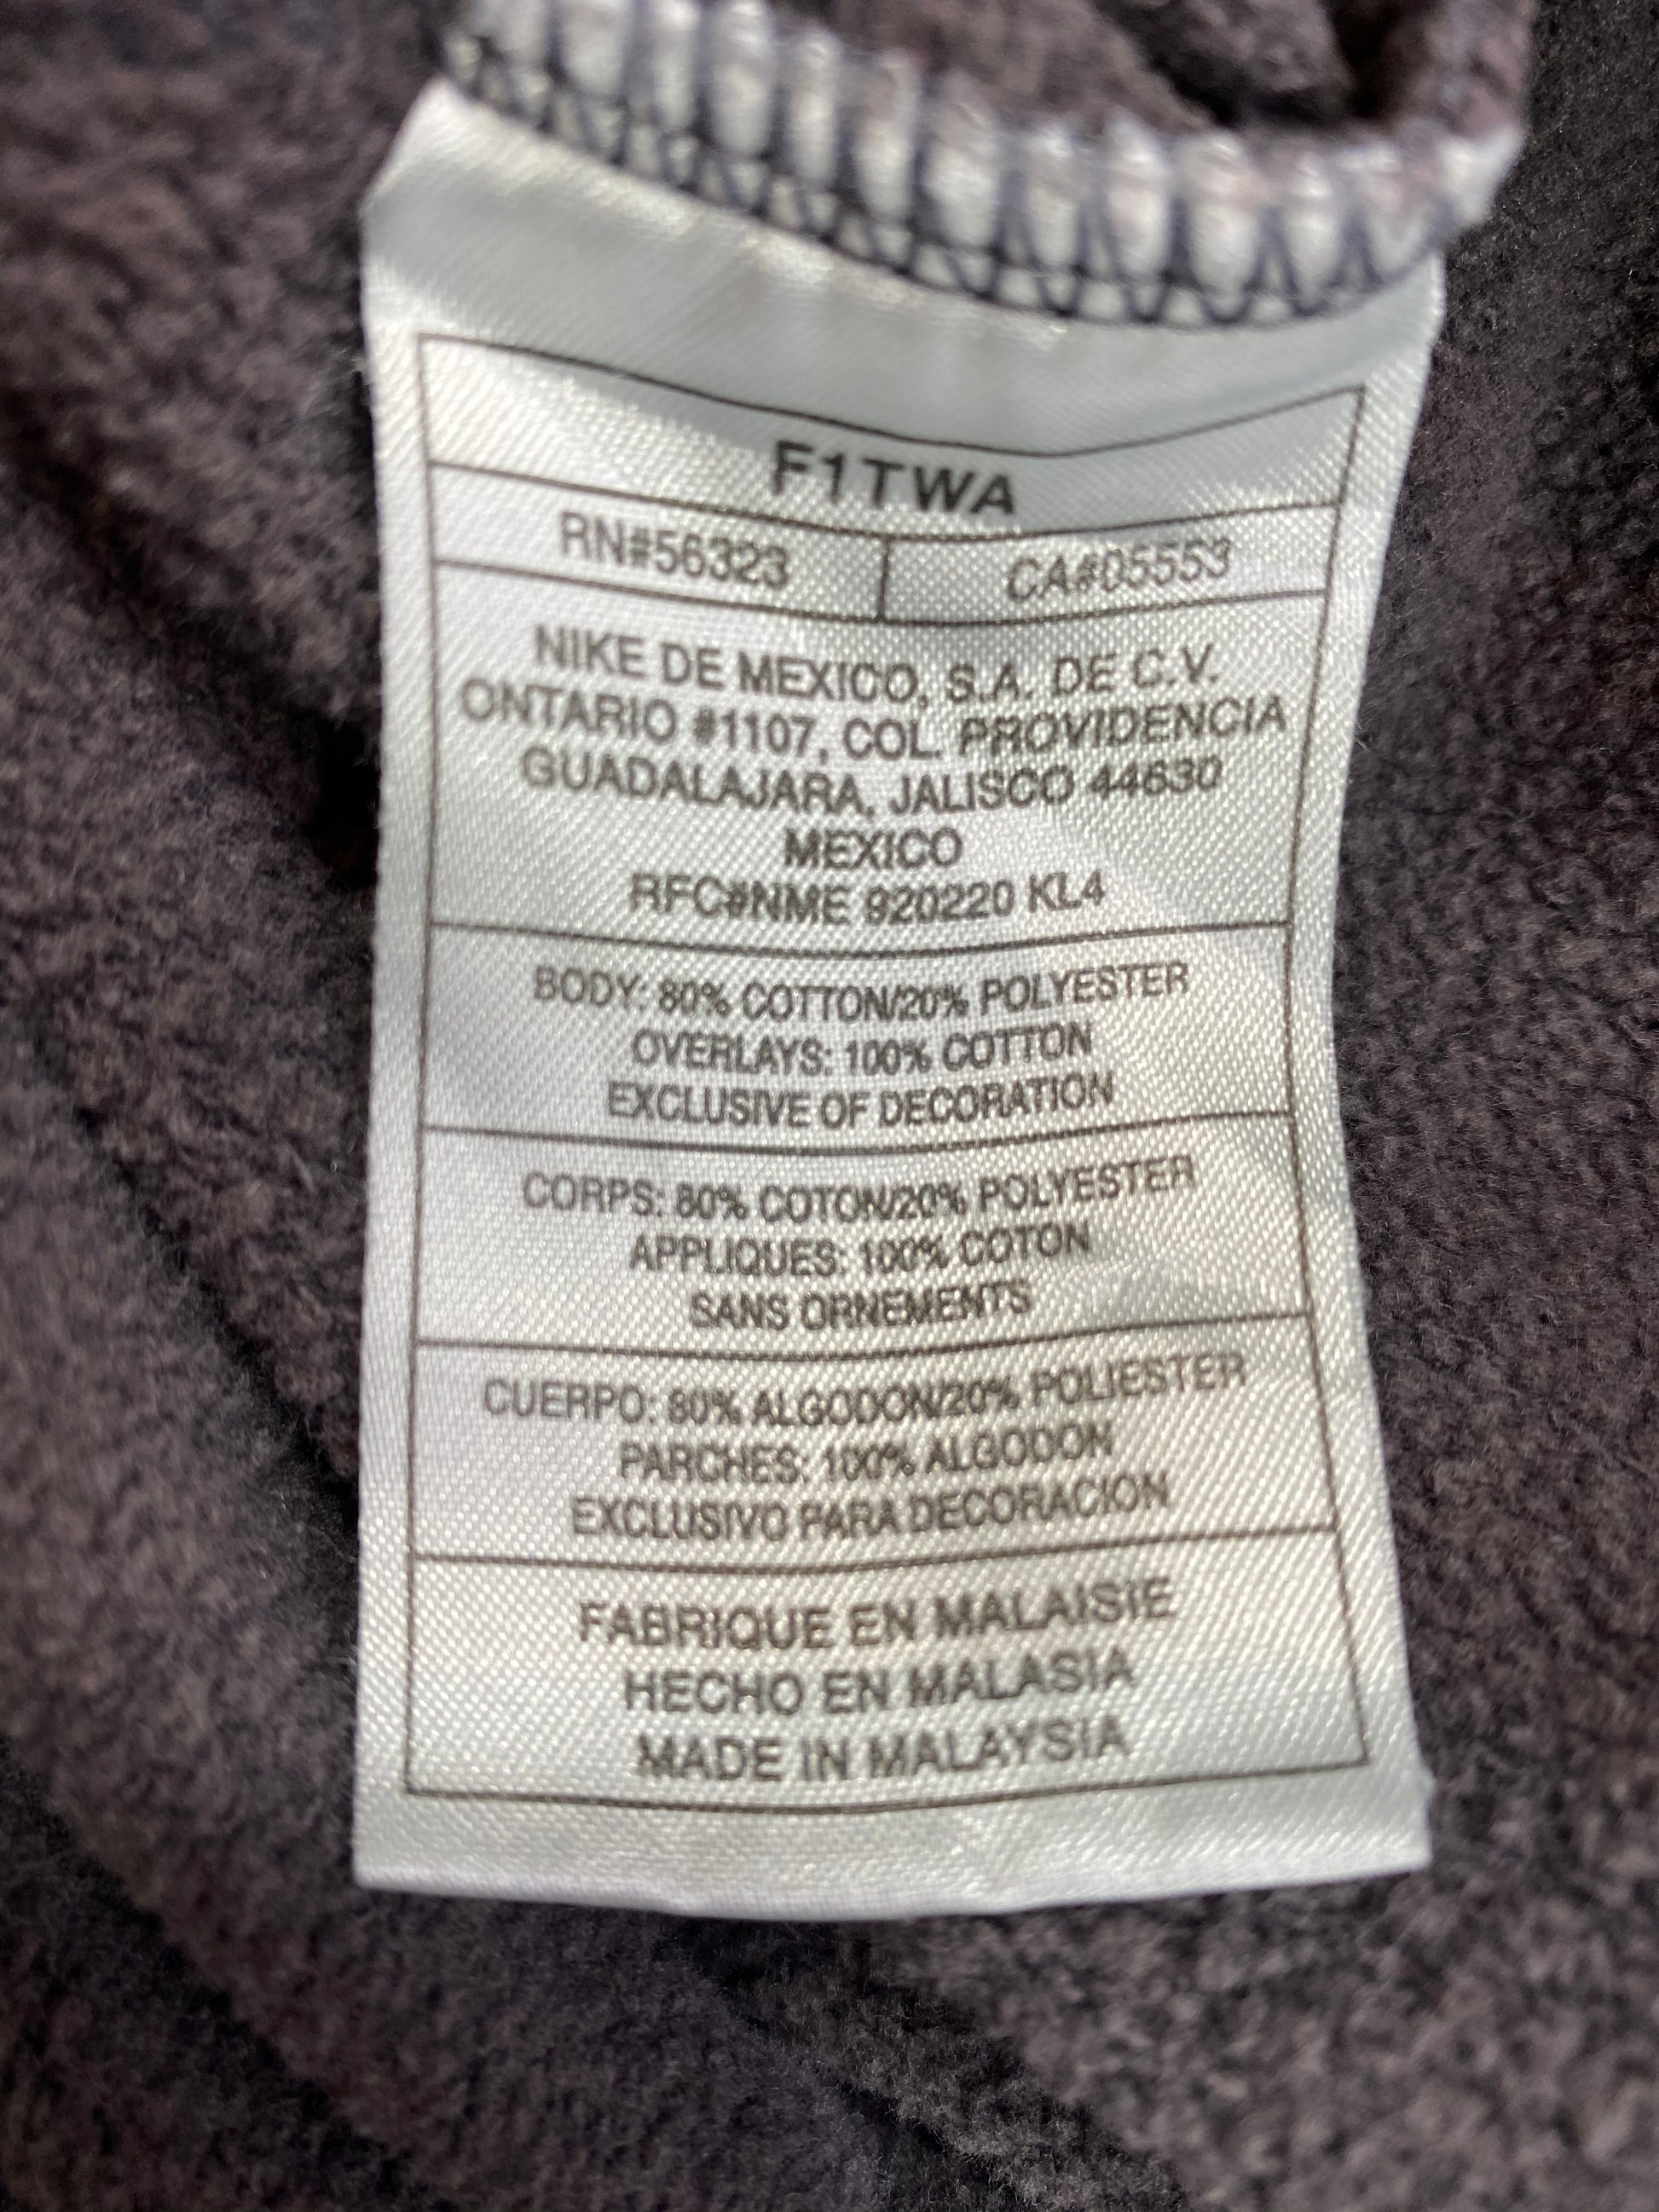 F1TWA
RN#56323 CA#05553
NIKE DE MEXICO, S.A. DE C.V.
ONTARIO #1107, COL. PROVIDENCIA
GUADALAJARA, JALISCO 44630
MEXICO
RFC#NME 920220 KL4
BODY: 80% COTTON/20% POLYESTER
OVERLAYS: 100% COTTON
EXCLUSIVE OF DECORATION
CORPS: 80% COTON/20% POLYESTER
APPLIQUES: 100% COTON
SANS ORNEMENTS
CUERPO: 80% ALGODON/20% POLIESTER
PARCHES: 100% ALGODON
EXCLUSIVO PARA DECORACION
FABRIQUE EN MALAISIE
HECHO EN MALASIA
MADE IN MALAYSIA